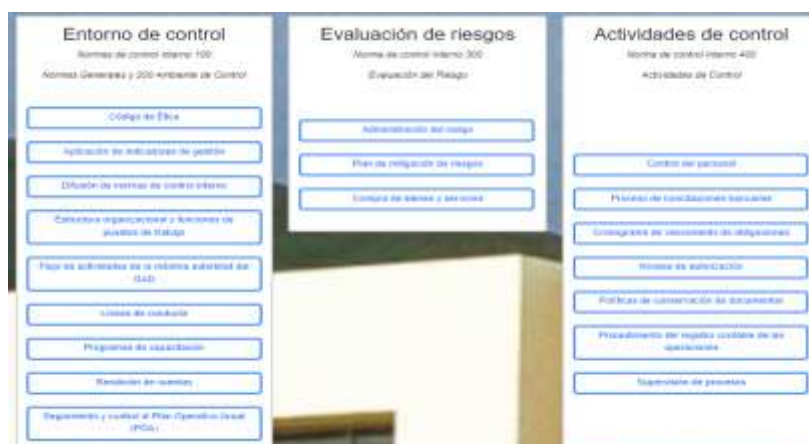 Entorno de control
Normas de control interno 100
Normas Generales y 200 Ambiente de Control
Código de Ética
Aplicación de indicadores de gestión
Difusión de normas de control interno
Estructura organizacional y funciones de
puestos de trabajo
Flujo de actividades de la máxima autoridad del
GAD
Líneas de conducta
Programas de capacitación
Rendición de cuentas
Seguimiento y control al Plan Operativo Anual
(POA)
Evaluación de riesgos
Norma de control interno 300
Evaluación del Riesgo
Administración del riesgo
Plan de mitigación de riesgos
Compra de bienes y servicios
Actividades de control
Norma de control interno 400
Actividades de Control
Control del personal
Proceso de conciliaciones bancarias
Cronograma de vencimiento de obligaciones
Niveles de autorización
Políticas de conservación de documentos
Procedimiento del registro contable de las
operaciones
Supervisión de procesos